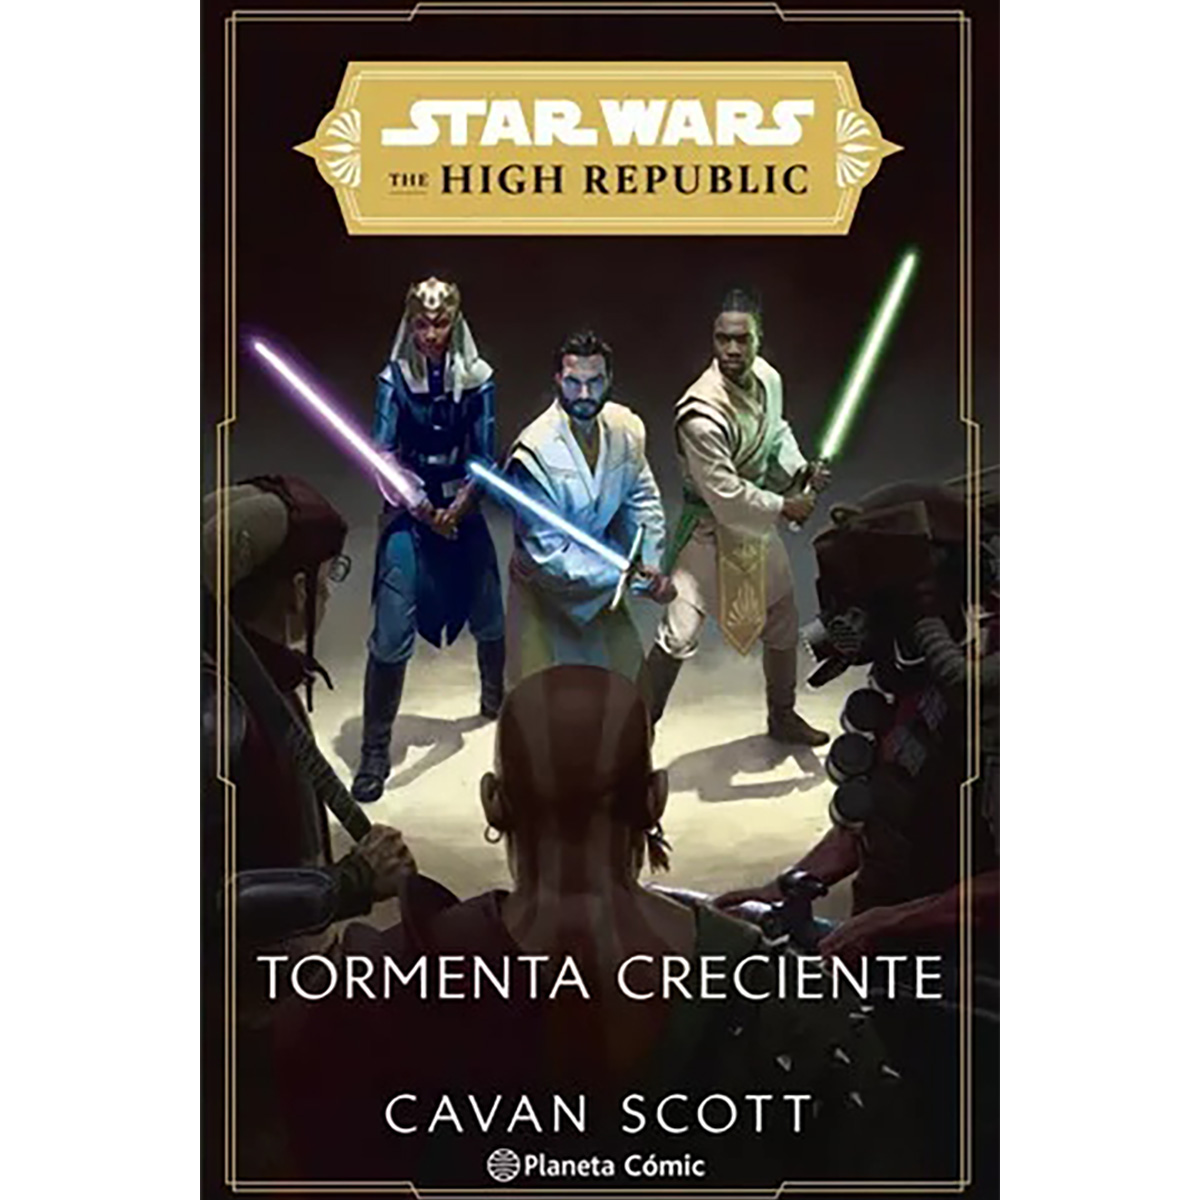 STAR WARS
THE HIGH REPUBLIC
TORMENTA CRECIENTE
CAVAN SCOTT
Planeta Cómic